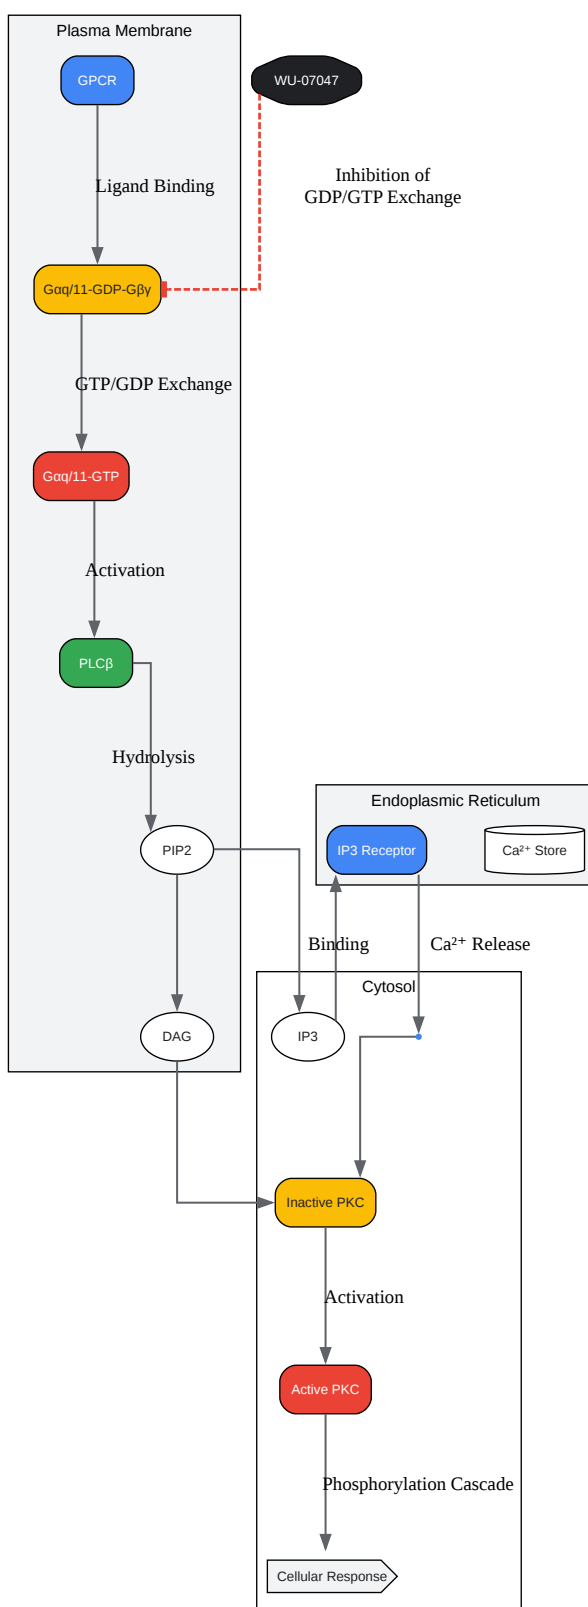 Plasma Membrane
GPCR
WU-07047
Inhibition of
GDP/GTP Exchange
Ligand Binding
Gαq/11-GDP-Gβγ
GTP/GDP Exchange
Gαq/11-GTP
Activation
PLCβ
Hydrolysis
Endoplasmic Reticulum
PIP2
IP3 Receptor
Ca²⁺ Store
Binding
Ca²⁺ Release
Cytosol
DAG
IP3
Inactive PKC
Activation
Active PKC
Phosphorylation Cascade
Cellular Response